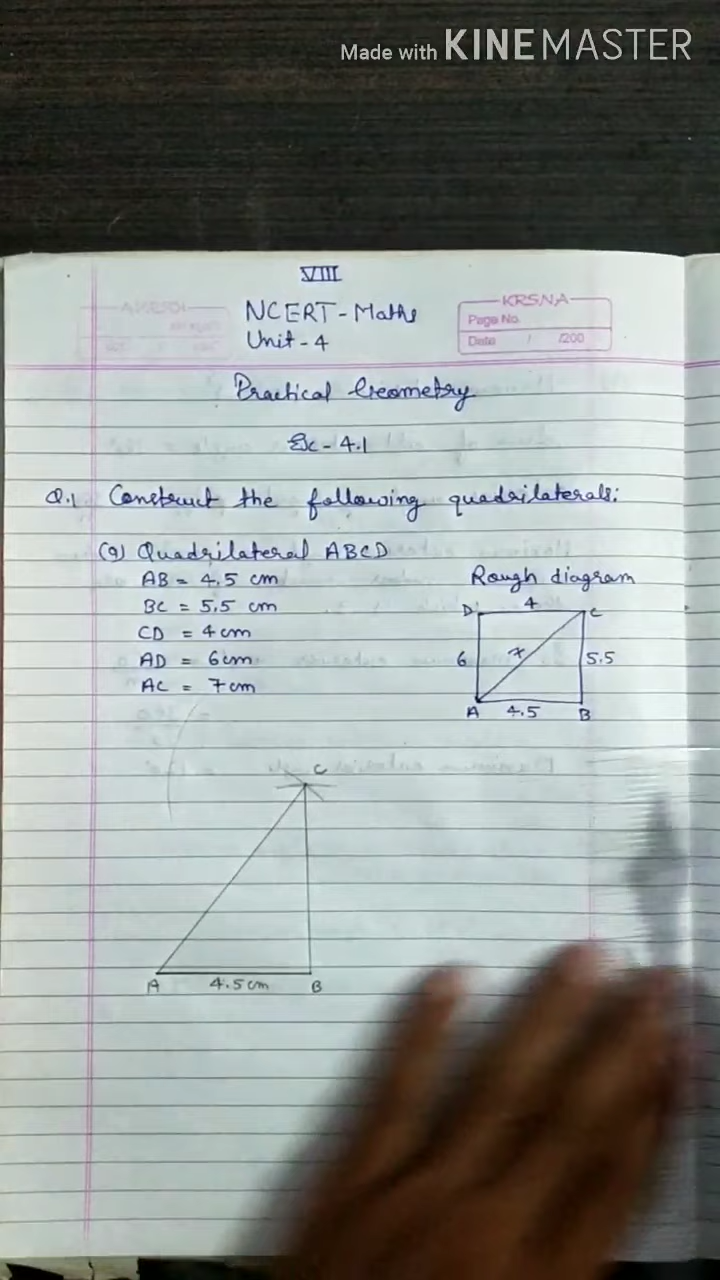 Made with KINEMASTER
VIII
NCERT - Maths
Unit - 4
KRSNA
Page No.
Date / /200
Practical Geometry
Ex - 4.1
Q.1 Construct the following quadrilaterals:
(a) Quadrilateral ABCD
AB = 4.5 cm
BC = 5.5 cm
CD = 4 cm
AD = 6 cm
AC = 7 cm
Rough diagram
D 4 C
6 7 5.5
A 4.5 B
C
A 4.5 cm B